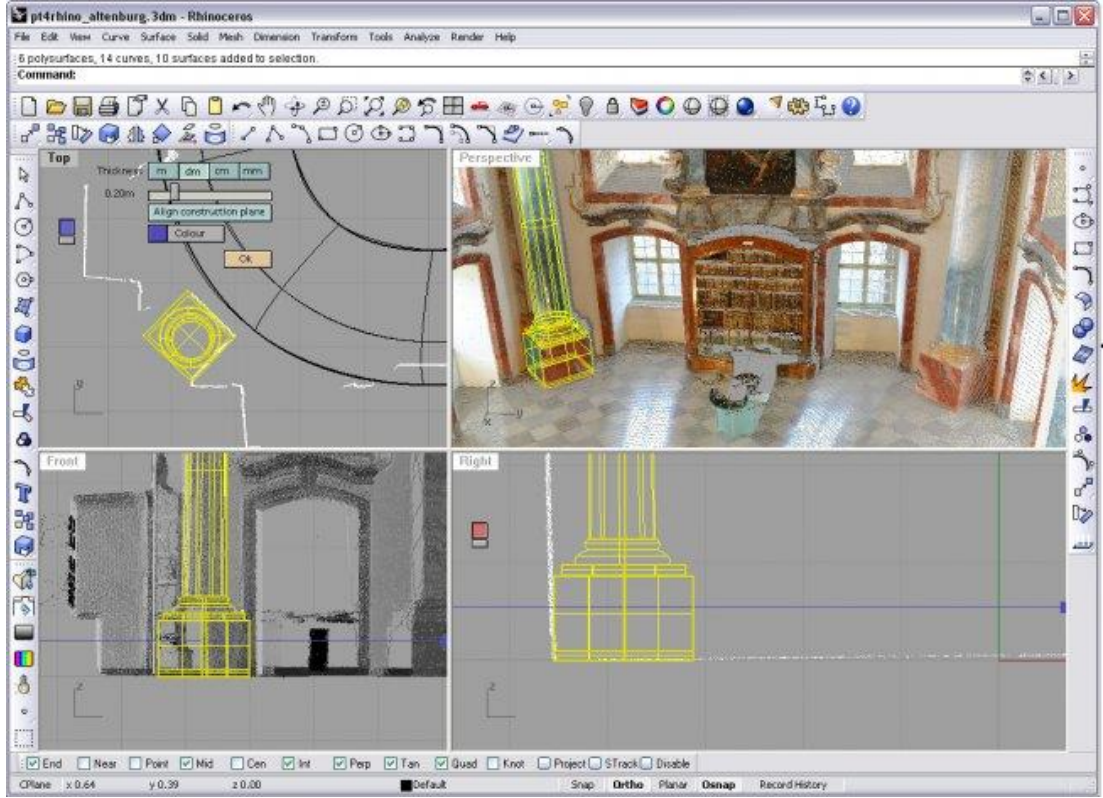 pt4rhino_altenburg.3dm - Rhinoceros
File Edit View Curve Surface Solid Mesh Dimension Transform Tools Analyze Render Help
6 polysurfaces, 14 curves, 10 surfaces added to selection.
Command:
Top
Thickness m dm cm mm
0.20m
Align construction plane
Colour
Ok
Perspective
z
y
x
y
Front
Right
z
z
End Near Point Mid Cen Int Perp Tan Quad Knot Project STrack Disable
CPlane x 0.64 y 0.39 z 0.00 Default Snap Ortho Planar Osnap Record History